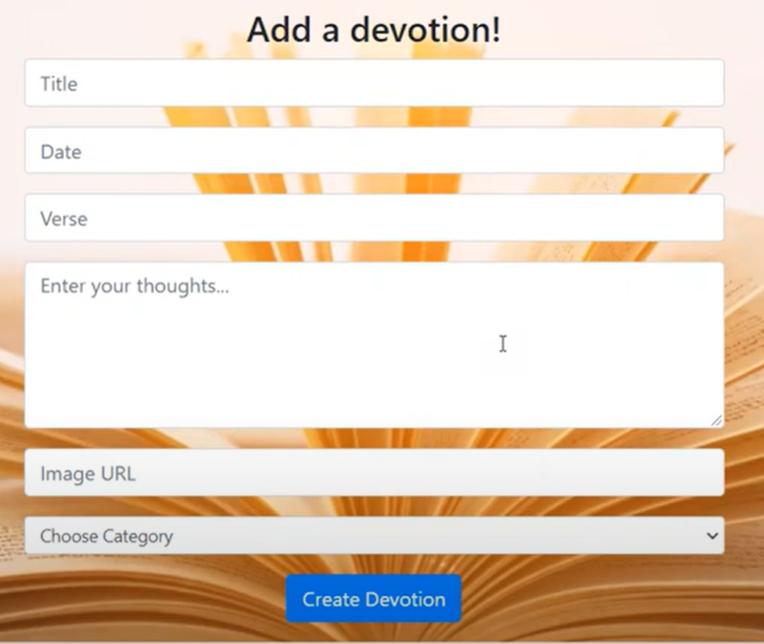 Add a devotion!
Title
Date
Verse
Enter your thoughts...
Image URL
Choose Category
Create Devotion